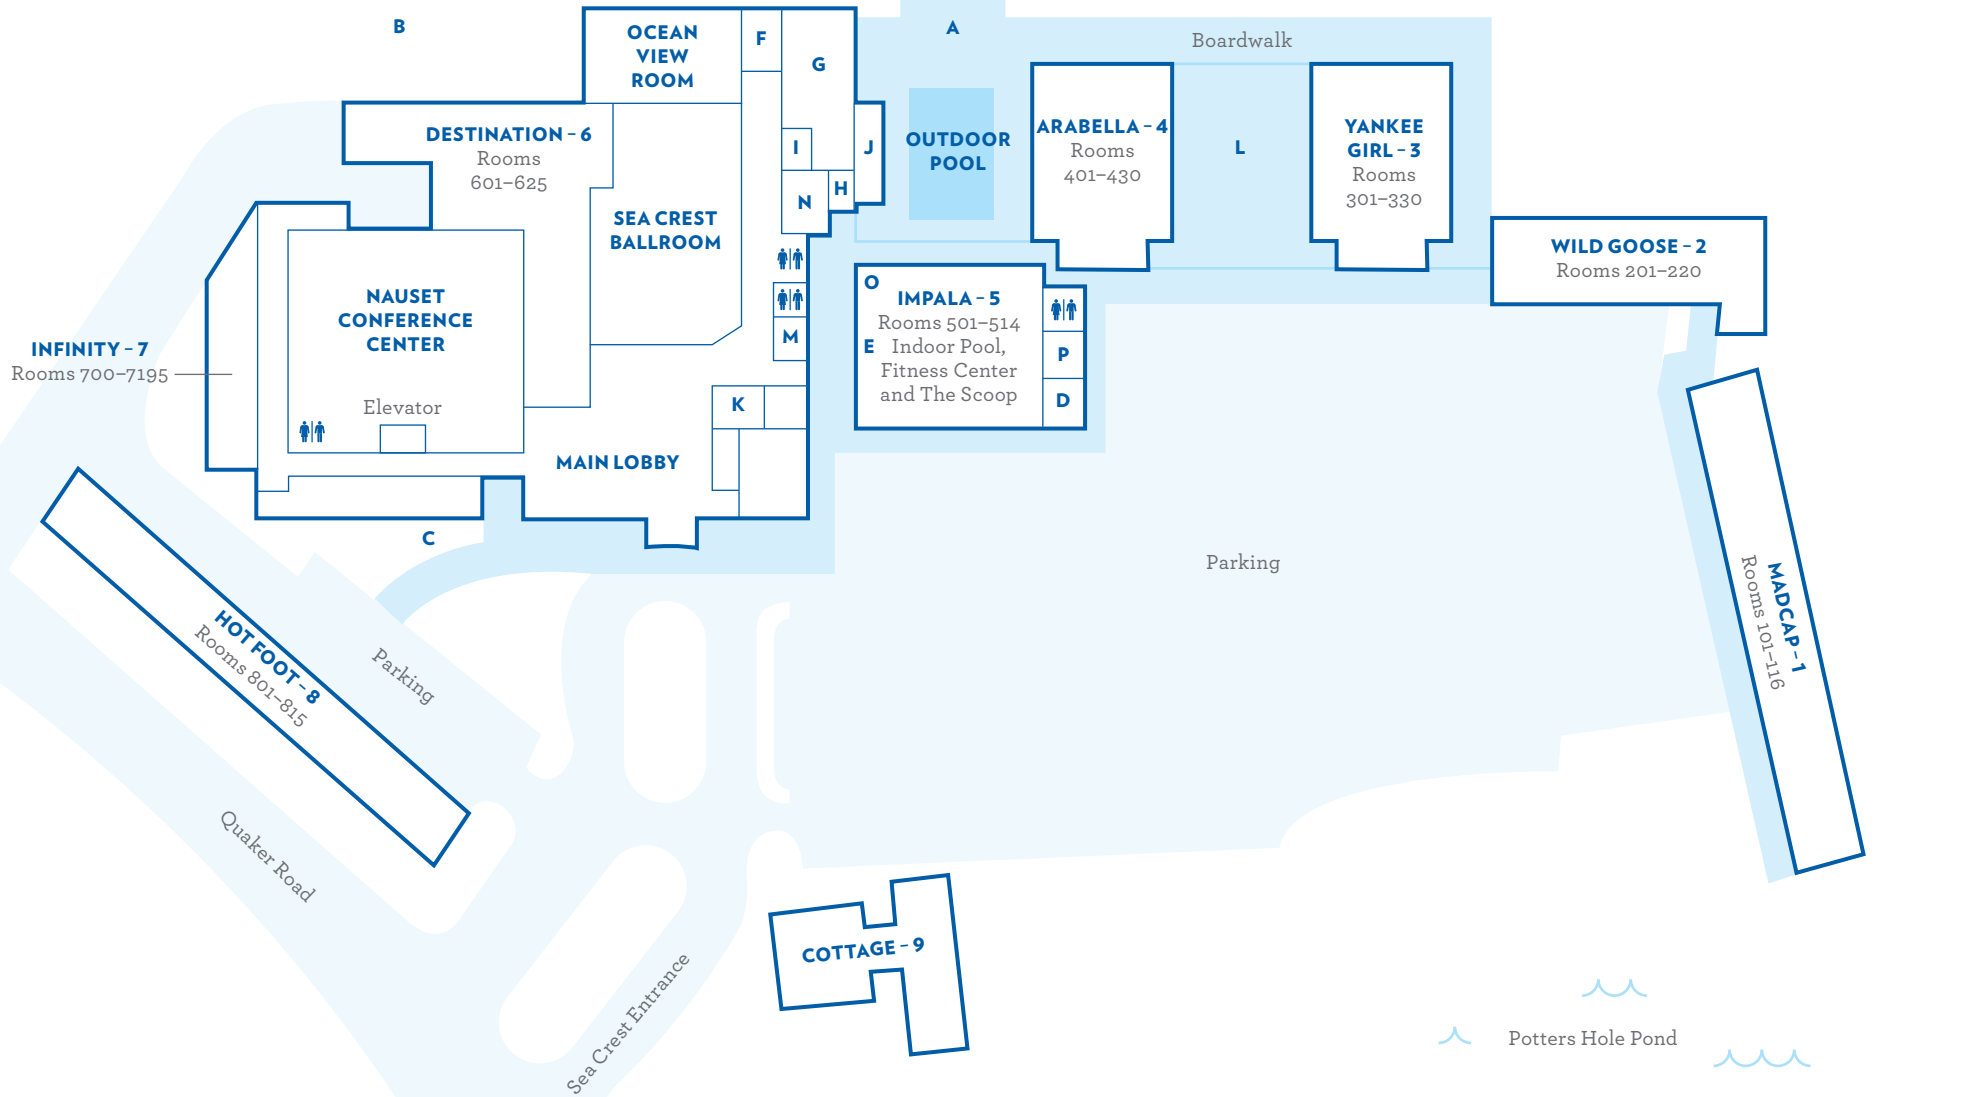 B
A
OCEAN
VIEW
ROOM
F
G
Boardwalk
DESTINATION – 6
Rooms
601–625
I
J
OUTDOOR
POOL
ARABELLA – 4
Rooms
401–430
L
YANKEE
GIRL – 3
Rooms
301–330
H
N
SEA CREST
BALLROOM
WILD GOOSE – 2
Rooms 201–220
NAUSET
CONFERENCE
CENTER
O
IMPALA – 5
Rooms 501–514
E
Indoor Pool,
Fitness Center
and The Scoop
M
P
D
INFINITY – 7
Rooms 700–7195
Elevator
K
MAIN LOBBY
C
Parking
MADCAP – 1
Rooms 101–116
HOT FOOT – 8
Rooms 801–815
Parking
Quaker Road
COTTAGE – 9
Sea Crest Entrance
Potters Hole Pond